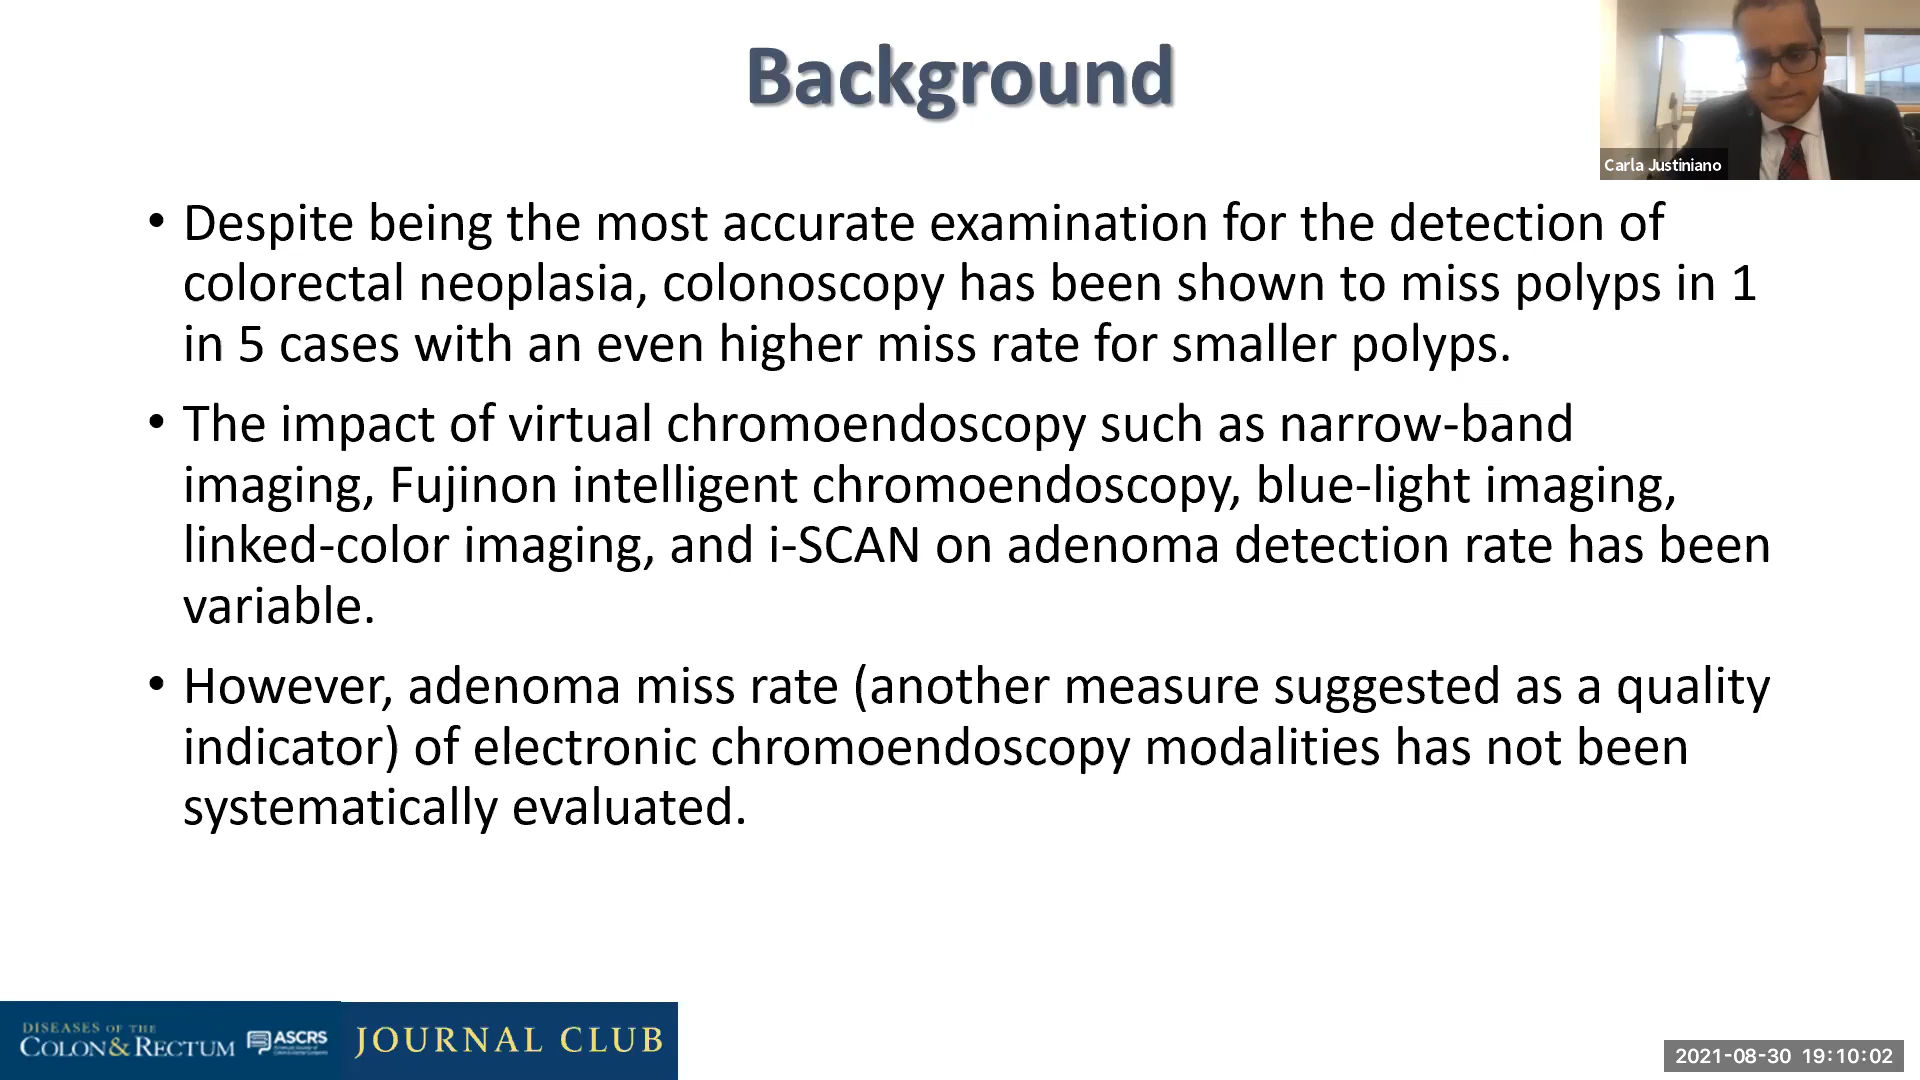 Background
Carla Justiniano
• Despite being the most accurate examination for the detection of
colorectal neoplasia, colonoscopy has been shown to miss polyps in 1
in 5 cases with an even higher miss rate for smaller polyps.
• The impact of virtual chromoendoscopy such as narrow-band
imaging, Fujinon intelligent chromoendoscopy, blue-light imaging,
linked-color imaging, and i-SCAN on adenoma detection rate has been
variable.
• However, adenoma miss rate (another measure suggested as a quality
indicator) of electronic chromoendoscopy modalities has not been
systematically evaluated.
DISEASES OF THE
COLON & RECTUM
ASCRS
JOURNAL CLUB
2021-08-30 19:10:02